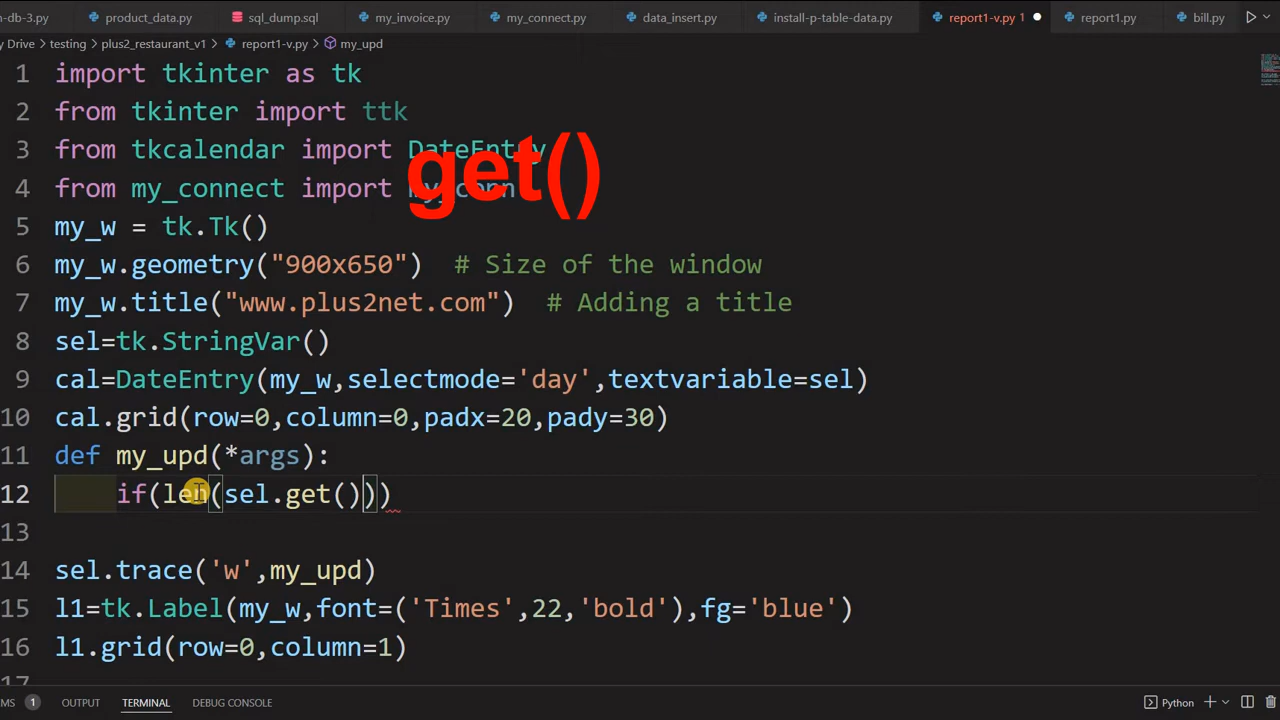 n-db-3.py product_data.py sql_dump.sql my_invoice.py my_connect.py data_insert.py install-p-table-data.py report1-v.py 1 report1.py bill.py
y Drive > testing > plus2_restaurant_v1 > report1-v.py > my_upd
1 import tkinter as tk
2 from tkinter import ttk
3 from tkcalendar import DateEntry
get()
4 from my_connect import my_conn
5 my_w = tk.Tk()
6 my_w.geometry("900x650")  # Size of the window
7 my_w.title("www.plus2net.com")  # Adding a title
8 sel=tk.StringVar()
9 cal=DateEntry(my_w,selectmode='day',textvariable=sel)
10 cal.grid(row=0,column=0,padx=20,pady=30)
11 def my_upd(*args):
12     if(len(sel.get()))
13
14 sel.trace('w',my_upd)
15 l1=tk.Label(my_w,font=('Times',22,'bold'),fg='blue')
16 l1.grid(row=0,column=1)
17
MS 1 OUTPUT TERMINAL DEBUG CONSOLE Python